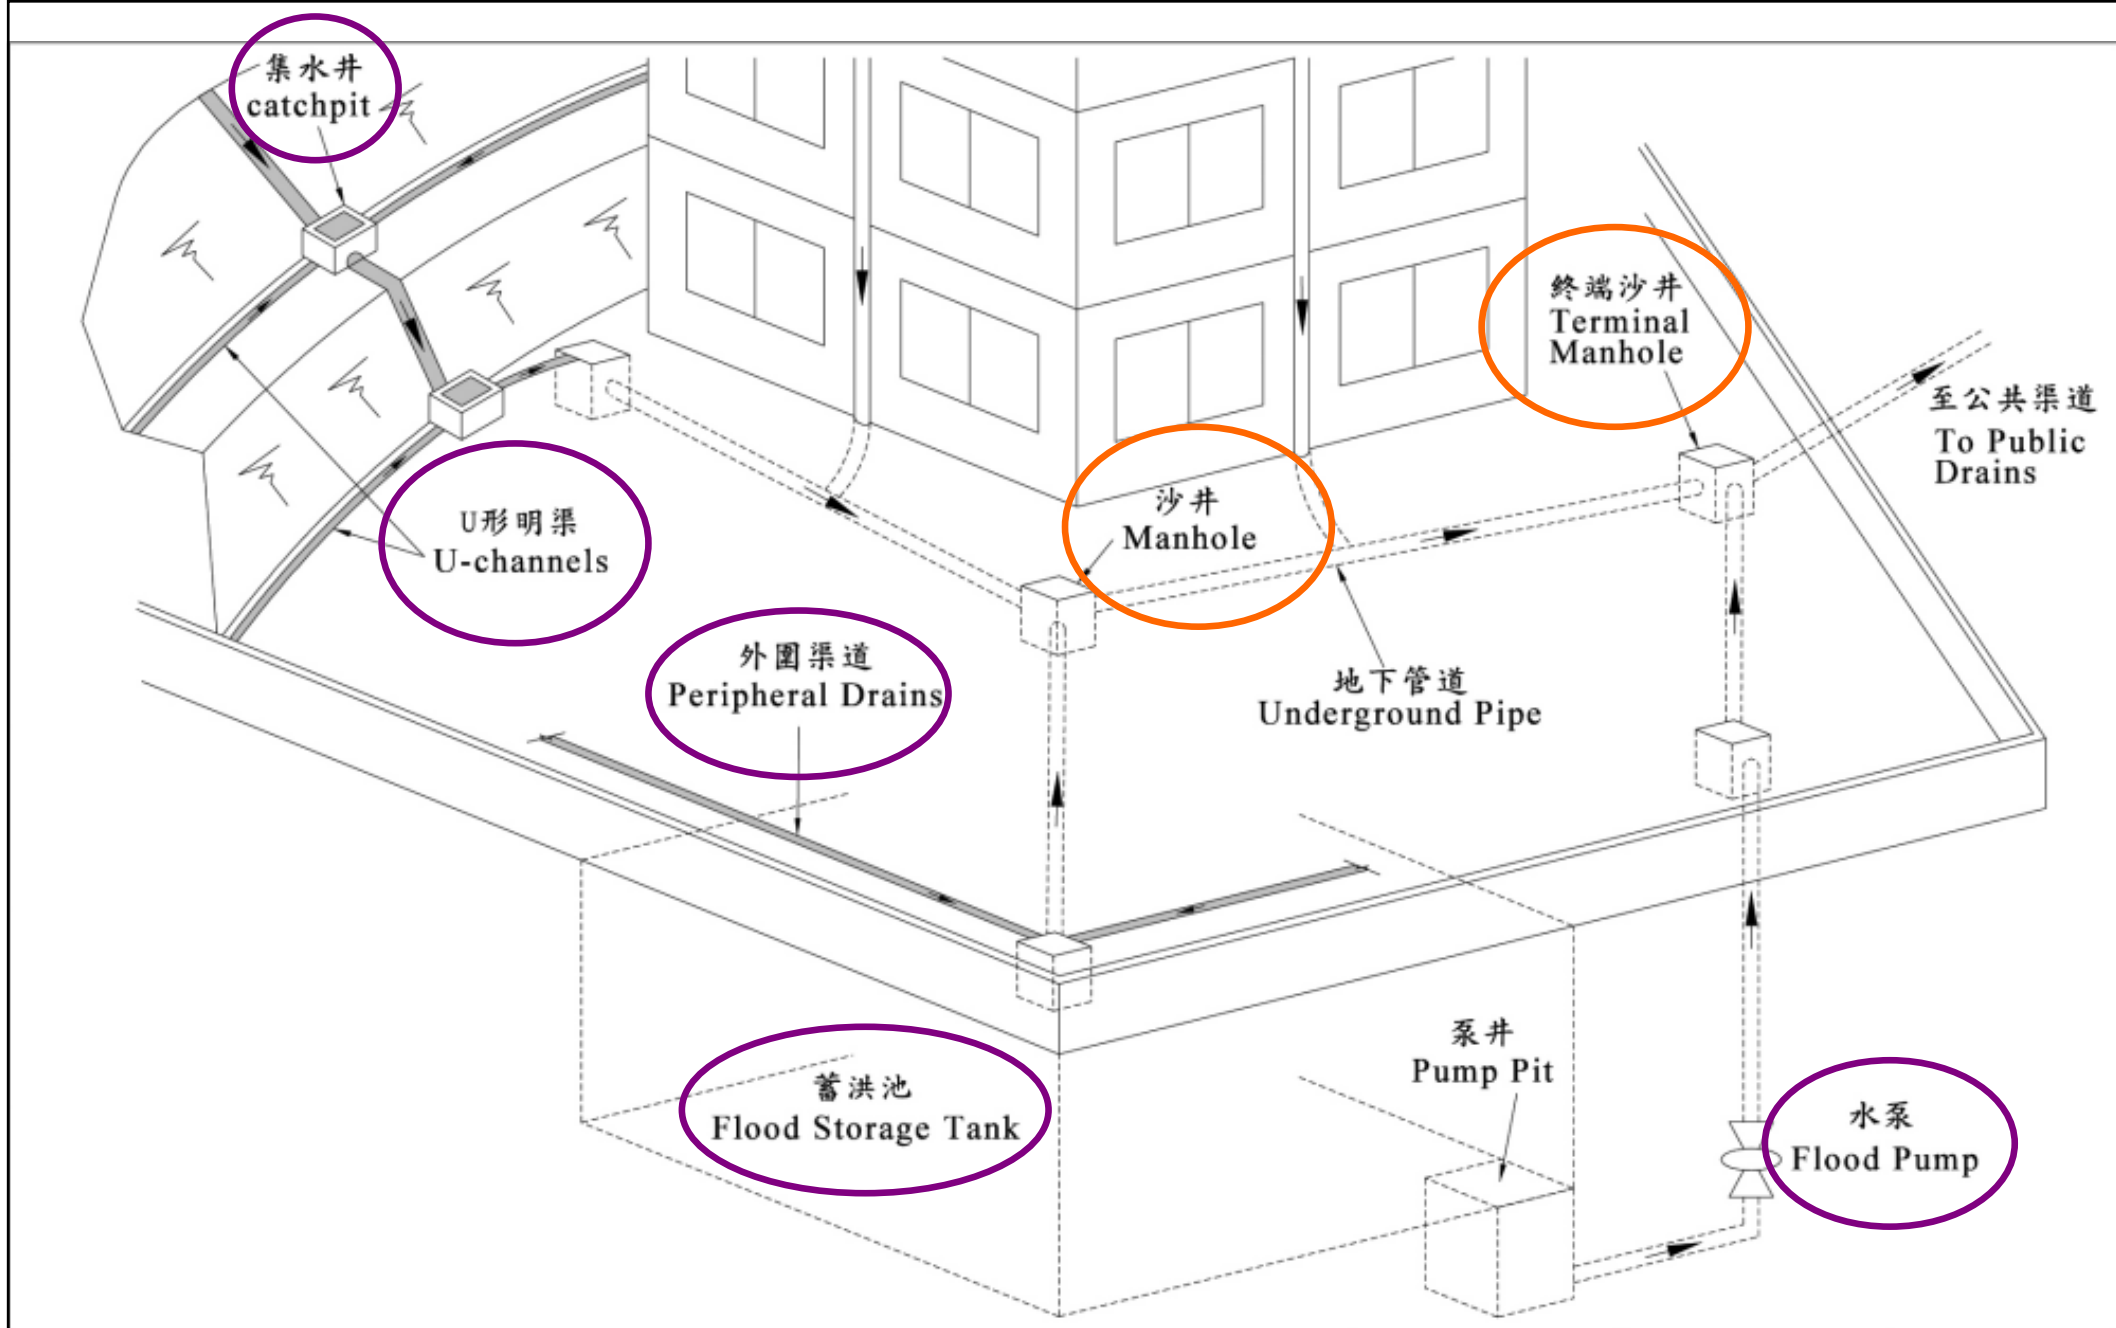 集水井
catchpit
終端沙井
Terminal
Manhole
至公共渠道
To Public
Drains
U形明渠
U-channels
沙井
Manhole
外圍渠道
Peripheral Drains
地下管道
Underground Pipe
泵井
Pump Pit
蓄洪池
Flood Storage Tank
水泵
Flood Pump